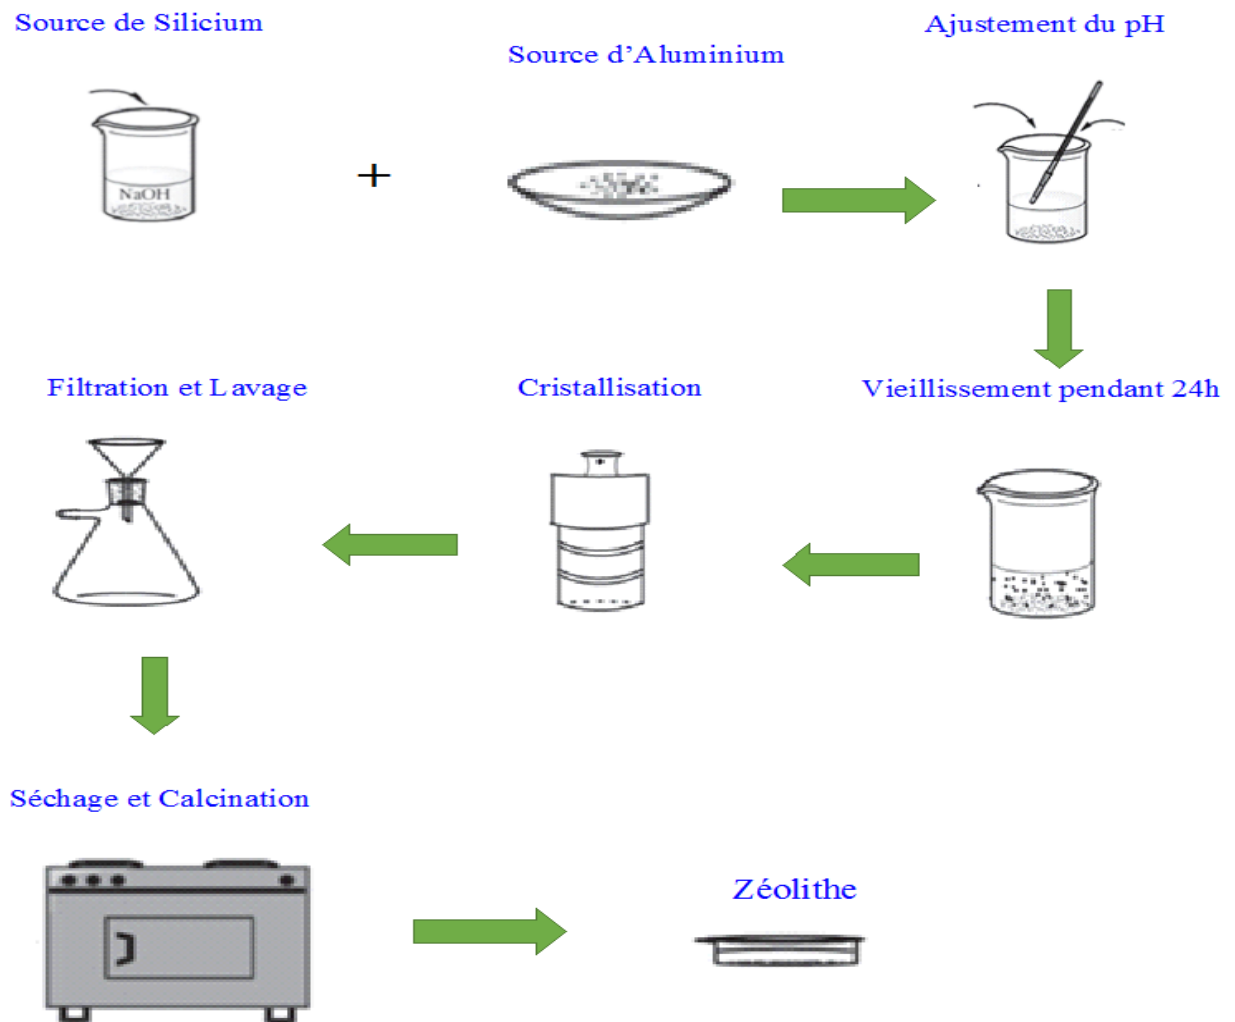 Source de Silicium
Source d'Aluminium
Ajustement du pH
NaOH
+
Filtration et Lavage
Cristallisation
Vieillissement pendant 24h
Séchage et Calcination
Zéolithe